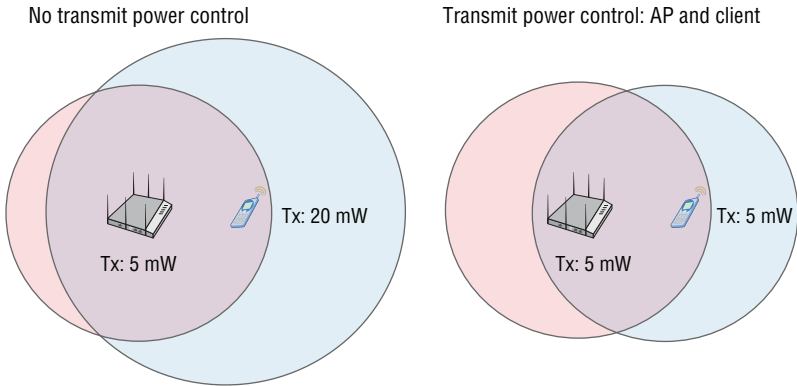 No transmit power control
Tx: 20 mW
Tx: 5 mW
Transmit power control: AP and client
Tx: 5 mW
Tx: 5 mW